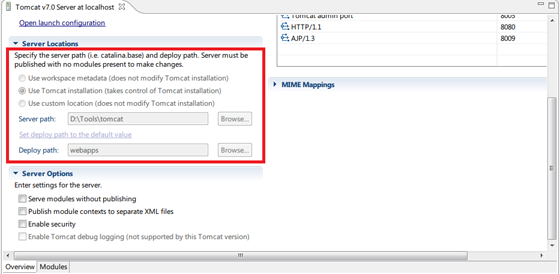 Tomcat v7.0 Server at localhost
Open launch configuration
Server Locations
Specify the server path (i.e. catalina.base) and deploy path. Server must be
published with no modules present to make changes.
Use workspace metadata (does not modify Tomcat installation)
Use Tomcat installation (takes control of Tomcat installation)
Use custom location (does not modify Tomcat installation)
Server path: D:\Tools\tomcat Browse...
Set deploy path to the default value
Deploy path: webapps Browse...
Server Options
Enter settings for the server.
Serve modules without publishing
Publish module contexts to separate XML files
Enable security
Enable Tomcat debug logging (not supported by this Tomcat version)
Tomcat admin port 8005
HTTP/1.1 8080
AJP/1.3 8009
MIME Mappings
Overview Modules